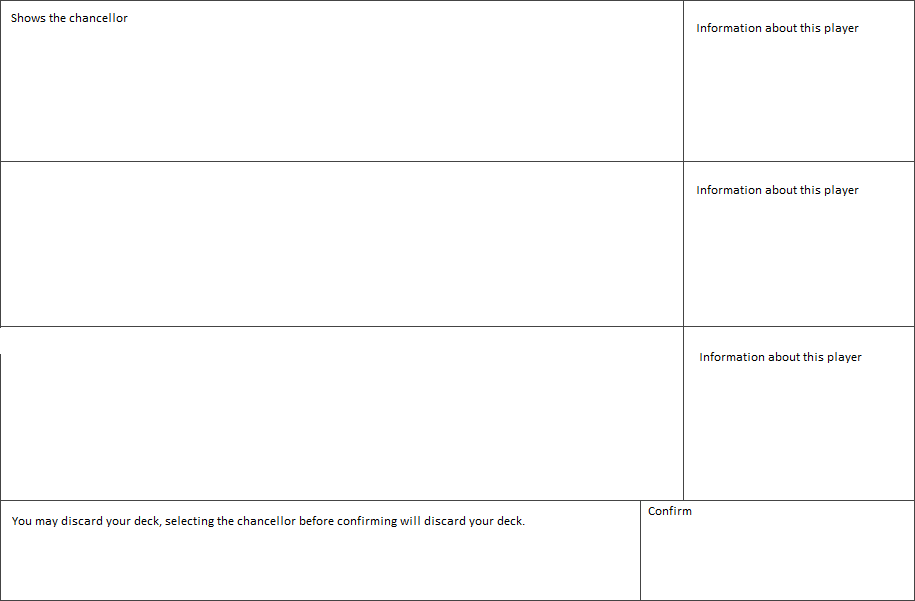 Shows the chancellor
Information about this player
Information about this player
Information about this player
You may discard your deck, selecting the chancellor before confirming will discard your deck.
Confirm